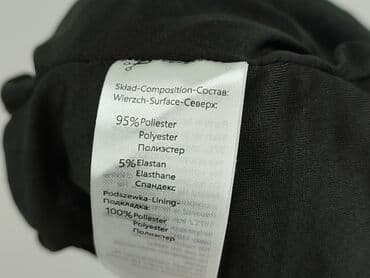 Skład-Composition-Состав:
Wierzch-Surface-Северх:
95% Poliester
Polyester
Полиэстер
5% Elastan
Elasthane
Спандекс
Podszewka-Lining-
Подкладка:
100% Poliester
Polyester
Полиэстер